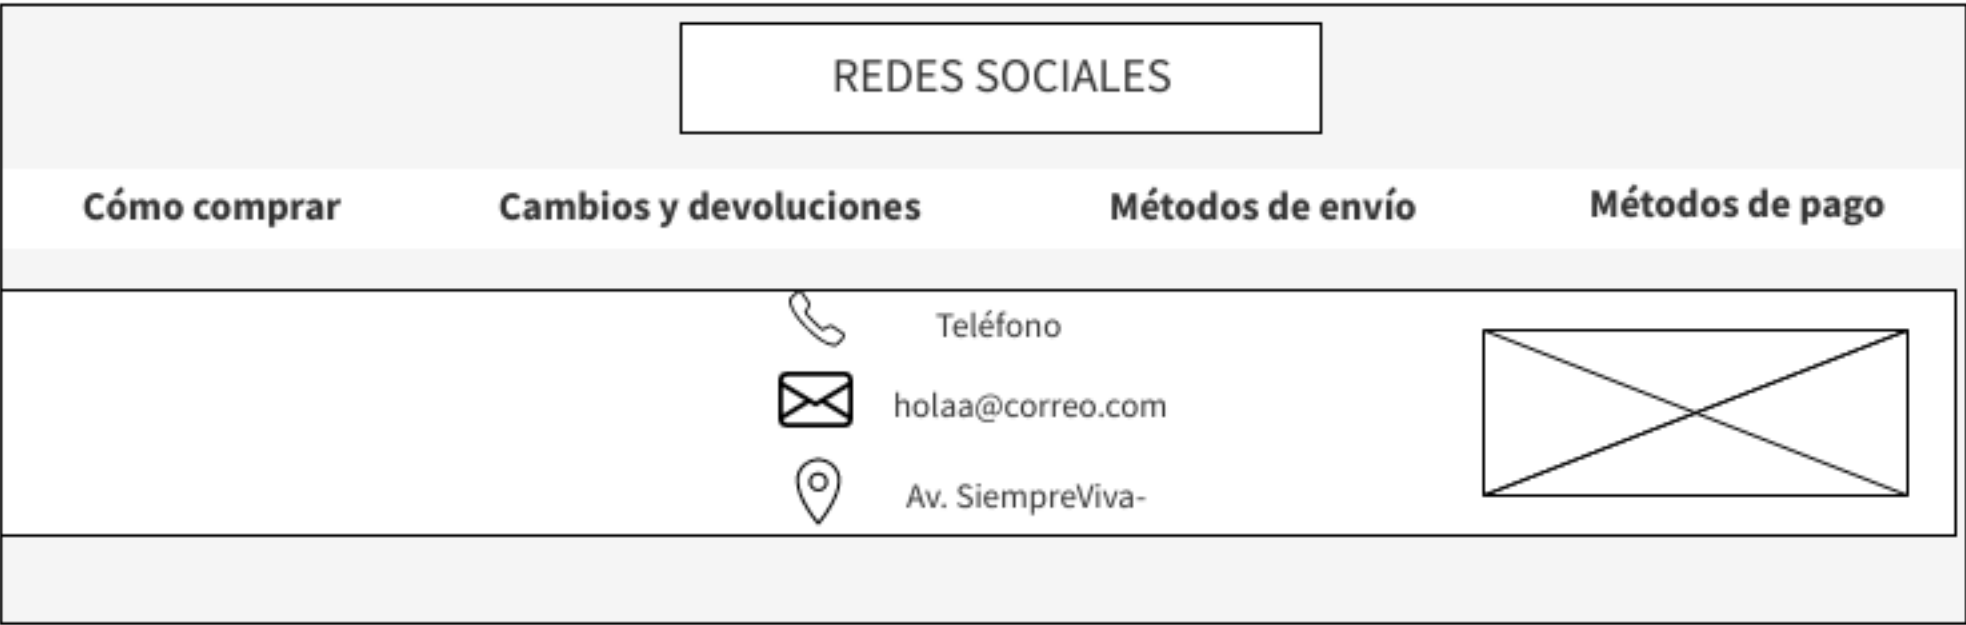 REDES SOCIALES
Cómo comprar Cambios y devoluciones Métodos de envío Métodos de pago
Teléfono
holaa@correo.com
Av. SiempreViva-